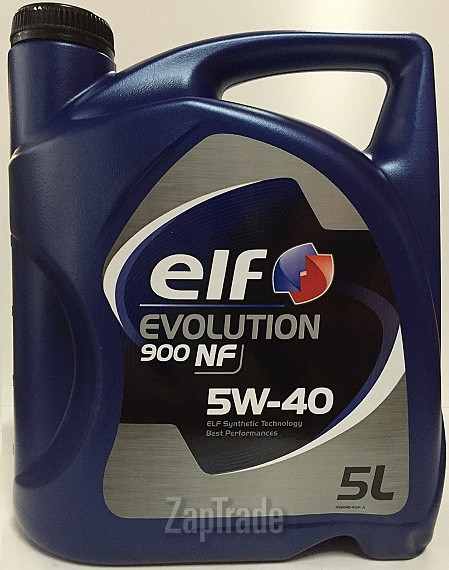 elf
EVOLUTION
900 NF
5W-40
ELF Synthetic Technology
Best Performances
5L
ZapTrade